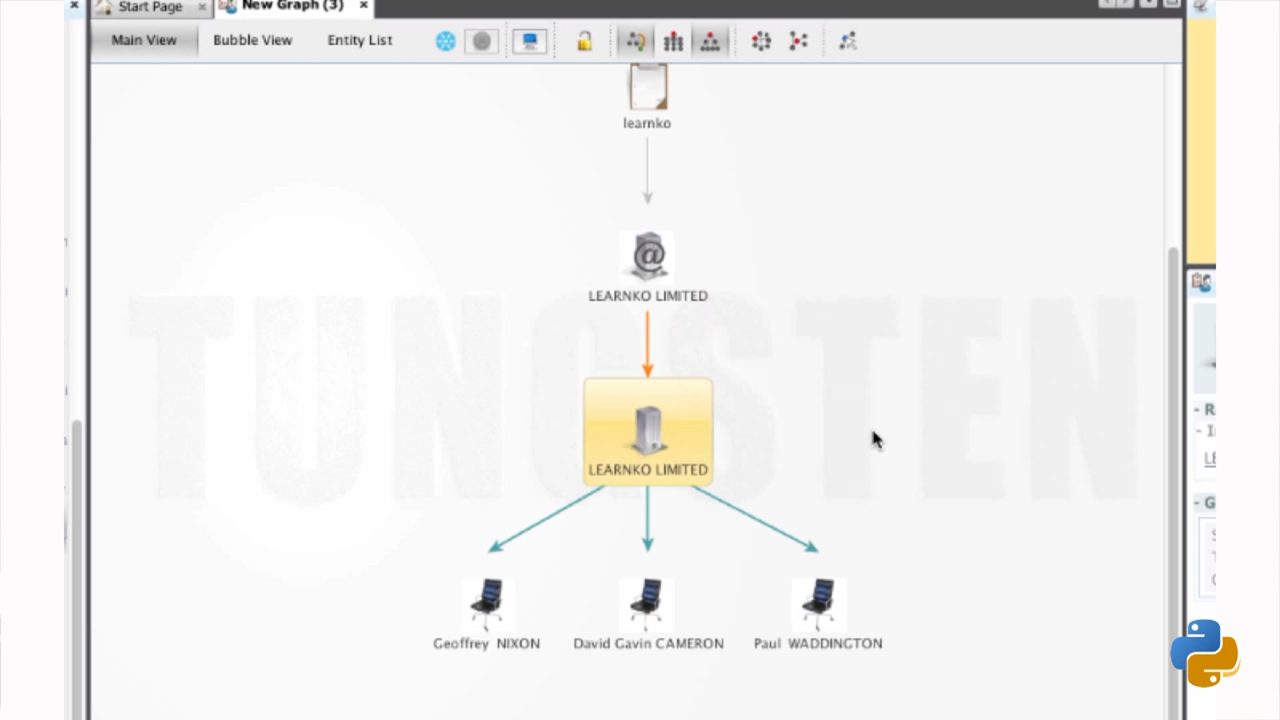 Start Page
New Graph (3)
Main View
Bubble View
Entity List
learnko
LEARNKO LIMITED
TUNGSTEN
LEARNKO LIMITED
Geoffrey NIXON
David Gavin CAMERON
Paul WADDINGTON
- R
- G